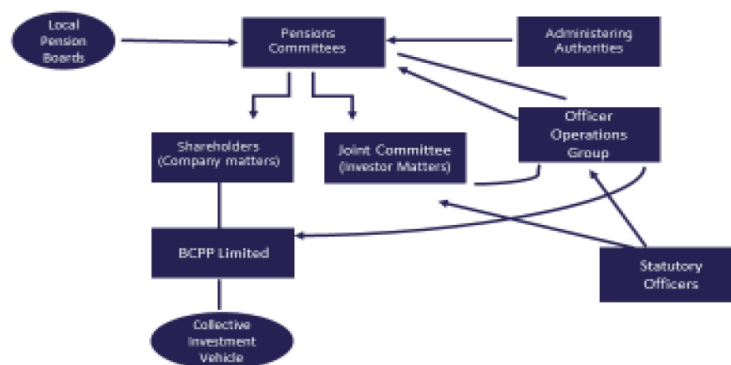 Local
Pension
Boards
Pensions
Committees
Administering
Authorities
Officer
Operations
Group
Shareholders
(Company matters)
Joint Committee
(Investor Matters)
BCPP Limited
Statutory
Officers
Collective
Investment
Vehicle